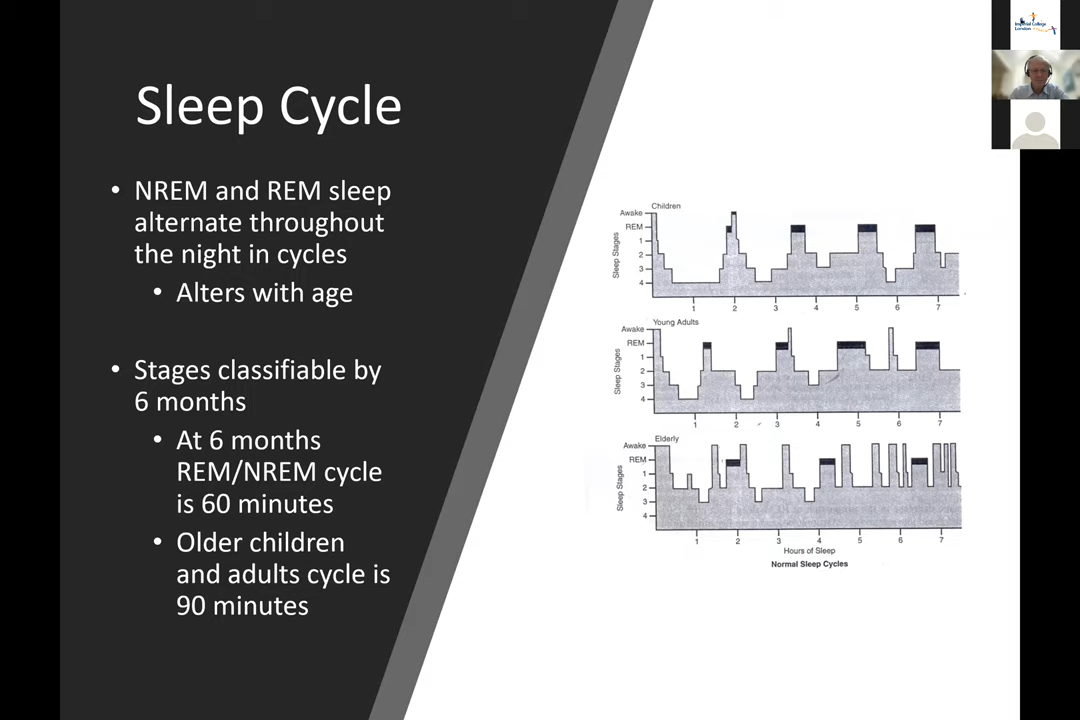 Sleep Cycle
• NREM and REM sleep
alternate throughout
the night in cycles
• Alters with age
• Stages classifiable by
6 months
• At 6 months
REM/NREM cycle
is 60 minutes
• Older children
and adults cycle is
90 minutes
Imperial College
London
Children
Awake
REM
1
2
3
4
Sleep Stages
1 2 3 4 5 6 7
Young Adults
Awake
REM
1
2
3
4
Sleep Stages
1 2 3 4 5 6 7
Elderly
Awake
REM
1
2
3
4
Sleep Stages
1 2 3 4 5 6 7
Hours of Sleep
Normal Sleep Cycles